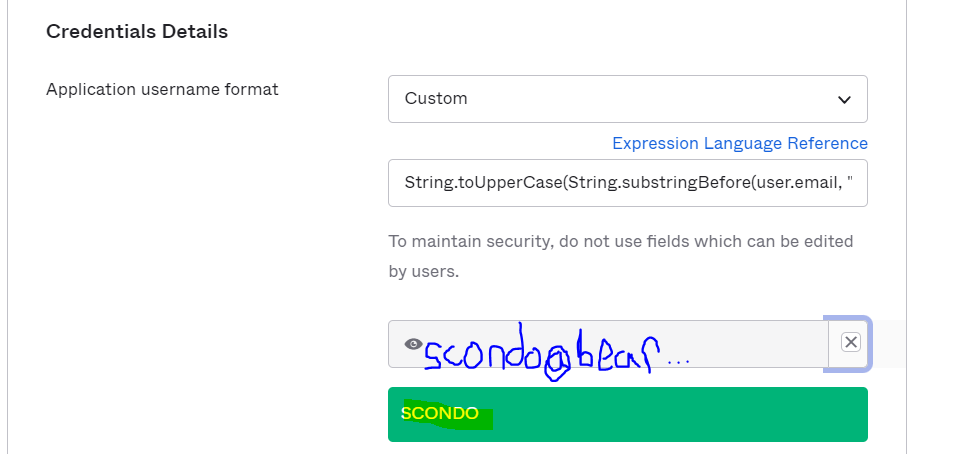 Credentials Details
Application username format
Custom
Expression Language Reference
String.toUpperCase(String.substringBefore(user.email, "
To maintain security, do not use fields which can be edited
by users.
scondo@bear...
SCONDO